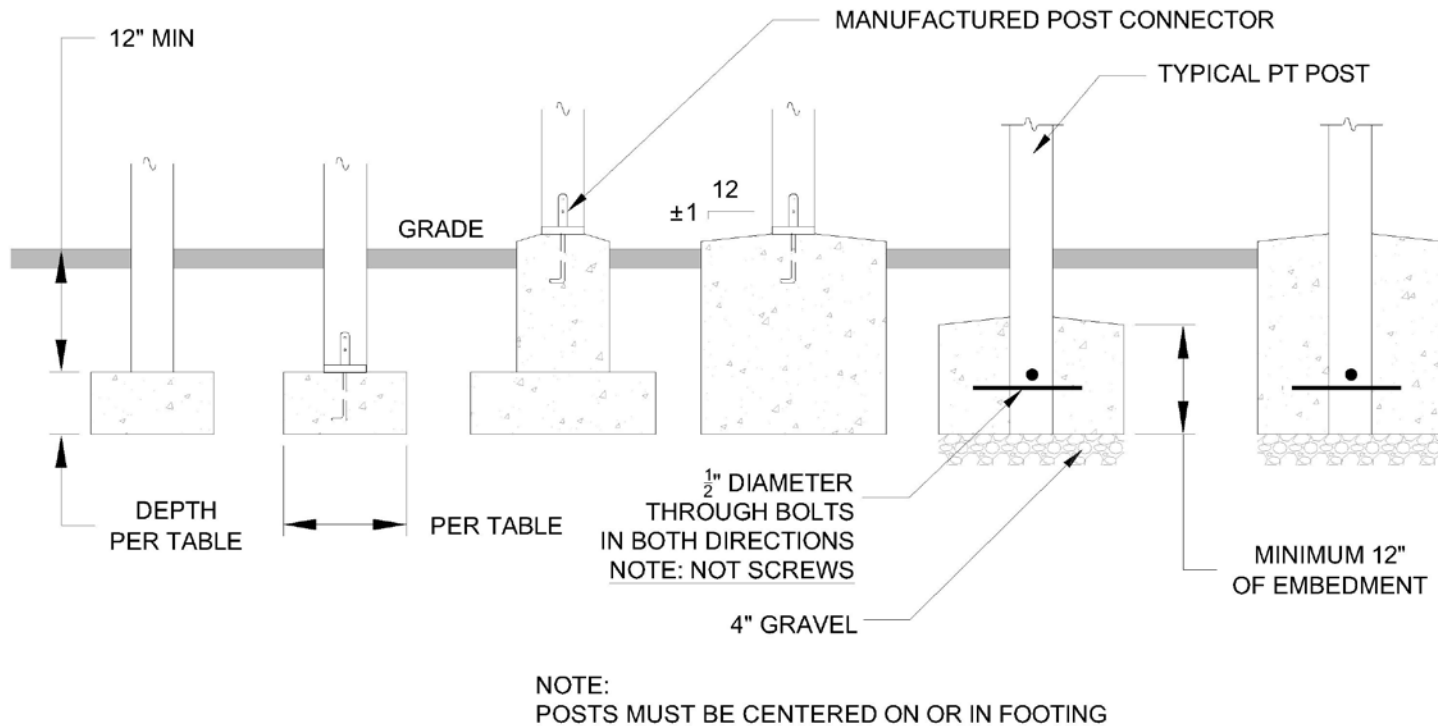 12" MIN
MANUFACTURED POST CONNECTOR
TYPICAL PT POST
GRADE
12
±1
DEPTH
PER TABLE
PER TABLE
½" DIAMETER
THROUGH BOLTS
IN BOTH DIRECTIONS
NOTE: NOT SCREWS
4" GRAVEL
MINIMUM 12"
OF EMBEDMENT
NOTE:
POSTS MUST BE CENTERED ON OR IN FOOTING